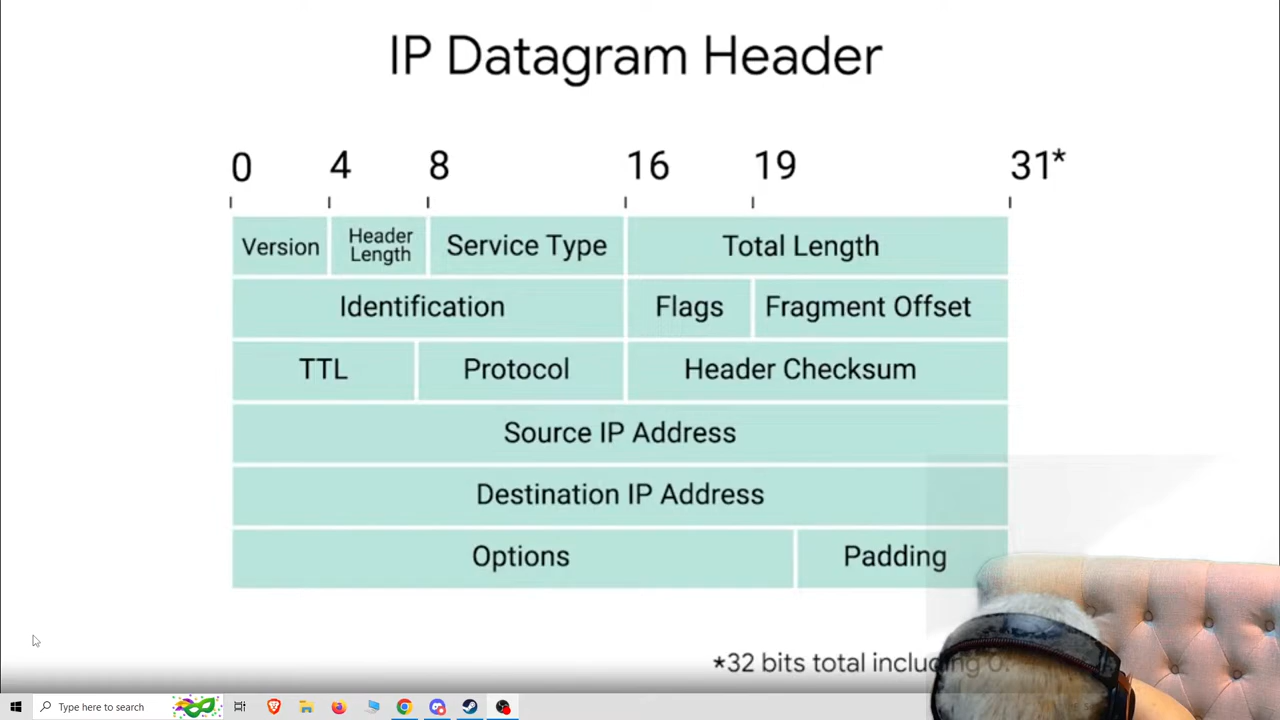 IP Datagram Header
0 4 8 16 19 31*
Version Header Length Service Type Total Length
Identification Flags Fragment Offset
TTL Protocol Header Checksum
Source IP Address
Destination IP Address
Options Padding
*32 bits total including 0.
Type here to search